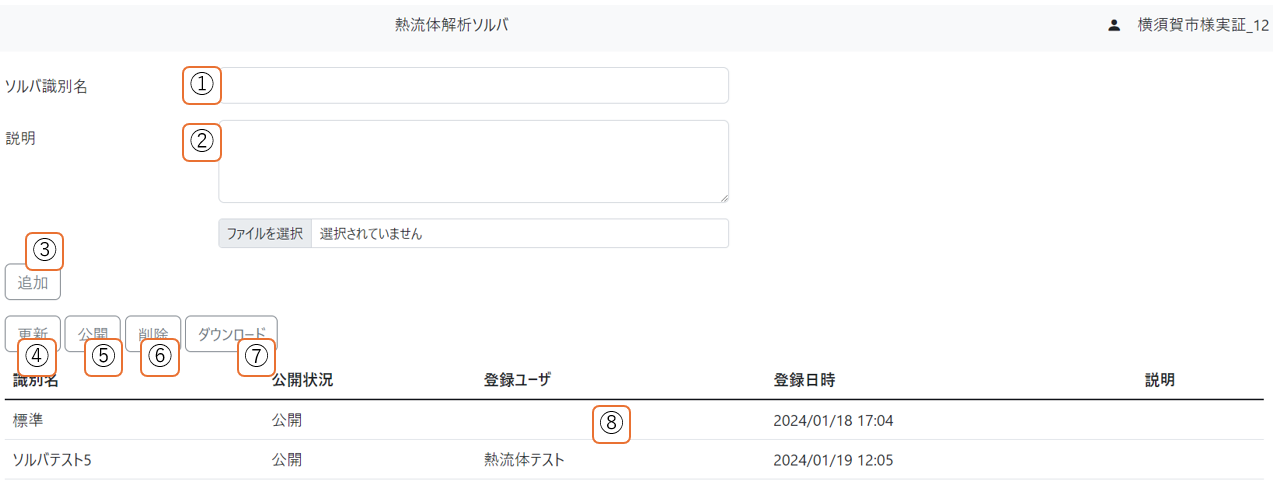 熱流体解析ソルバ 横須賀市様実証_12
ソルバ識別名 ①
説明 ②
ファイルを選択 選択されていません
③
追加
更新 公開 削除 ダウンロード
④ ⑤ ⑥ ⑦
識別名 公開状況 登録ユーザ 登録日時 説明
標準 公開 ⑧ 2024/01/18 17:04
ソルバテスト5 公開 熱流体テスト 2024/01/19 12:05